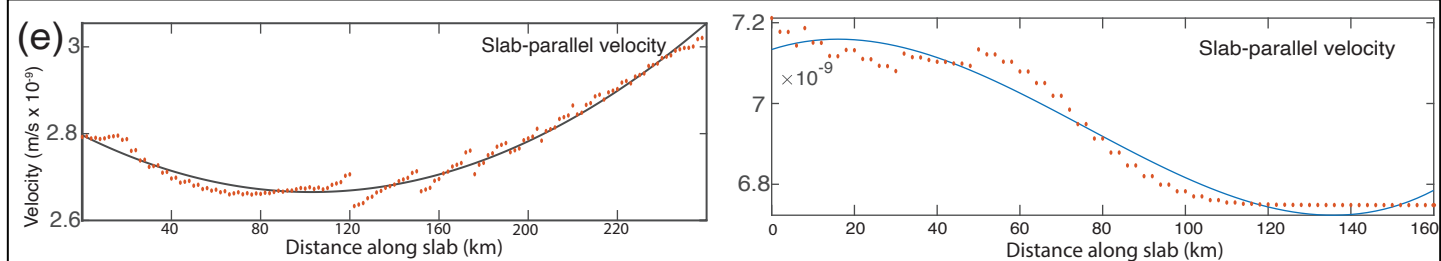 (e)
Slab-parallel velocity
3
2.8
2.6
Velocity (m/s x 10⁻⁹)
40 80 120 160 200 220
Distance along slab (km)
7.2
7
6.8
×10⁻⁹
Slab-parallel velocity
0 20 40 60 80 100 120 140 160
Distance along slab (km)